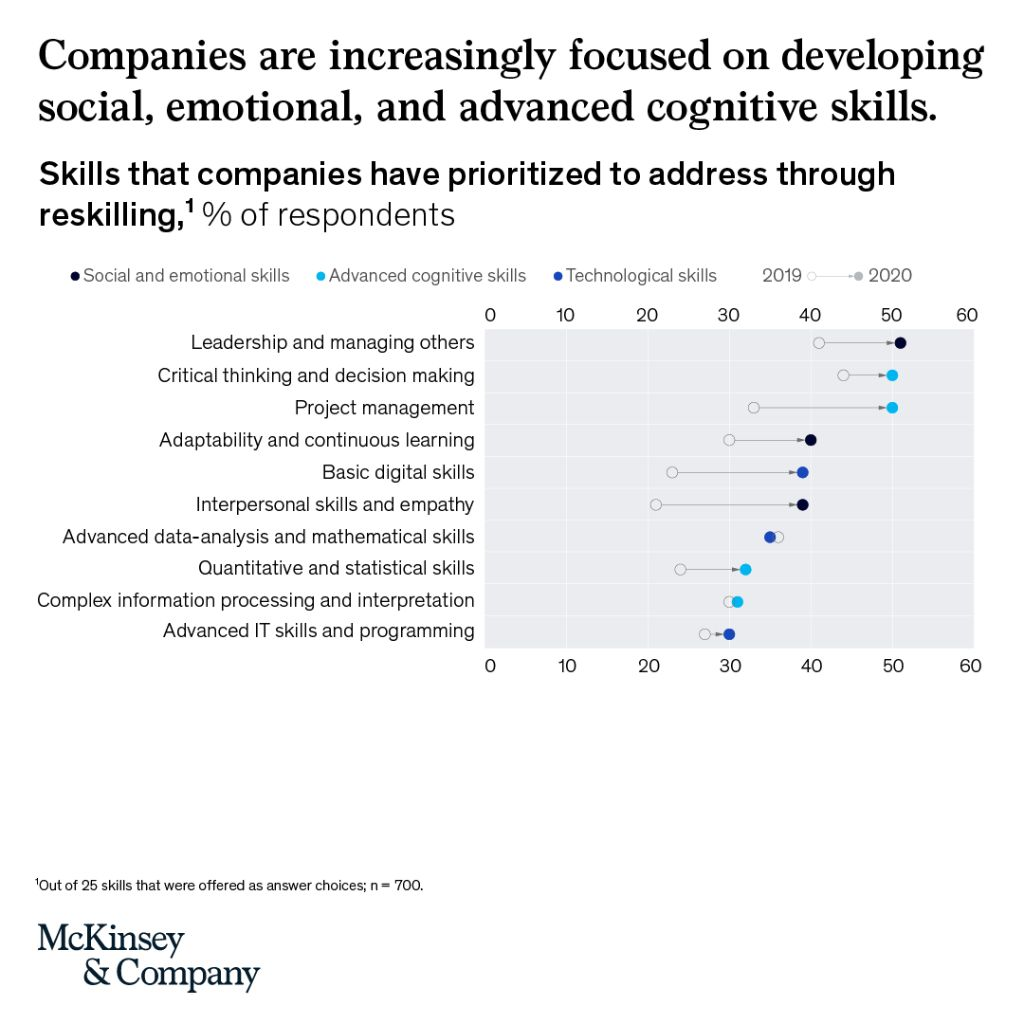 Companies are increasingly focused on developing
social, emotional, and advanced cognitive skills.
Skills that companies have prioritized to address through
reskilling,¹ % of respondents
Social and emotional skills Advanced cognitive skills Technological skills 2019 2020
0 10 20 30 40 50 60
Leadership and managing others
Critical thinking and decision making
Project management
Adaptability and continuous learning
Basic digital skills
Interpersonal skills and empathy
Advanced data-analysis and mathematical skills
Quantitative and statistical skills
Complex information processing and interpretation
Advanced IT skills and programming
0 10 20 30 40 50 60
¹Out of 25 skills that were offered as answer choices; n = 700.
McKinsey
& Company